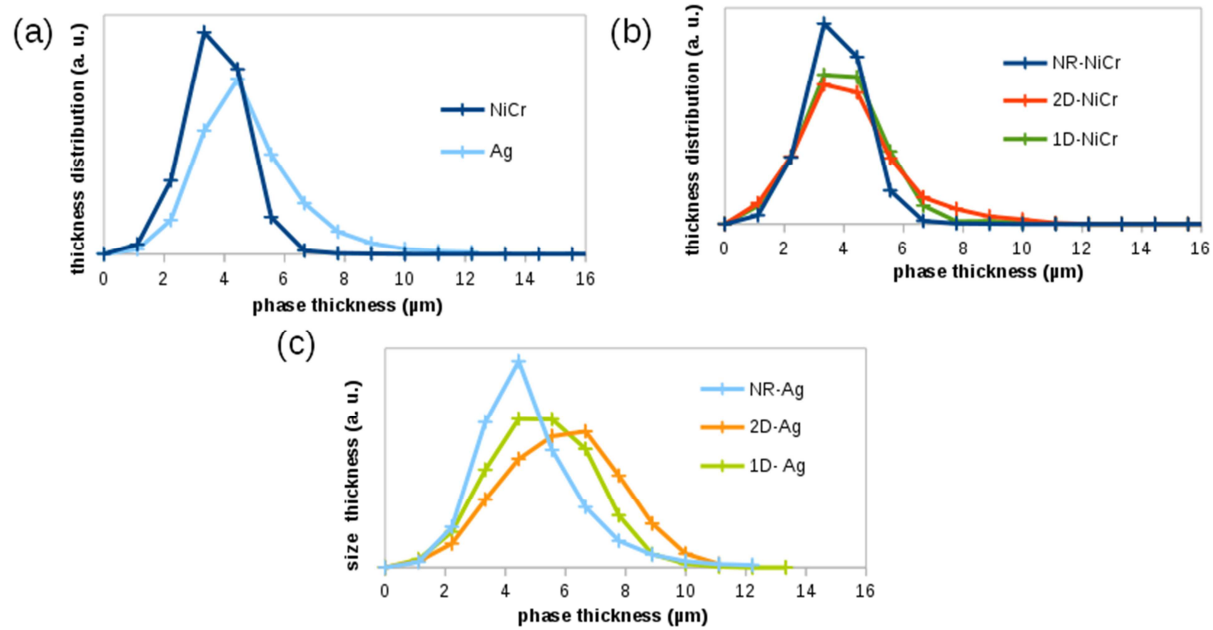 (a)
thickness distribution (a. u.)
NiCr
Ag
0 2 4 6 8 10 12 14 16
phase thickness (µm)
(b)
thickness distribution (a. u.)
NR-NiCr
2D-NiCr
1D-NiCr
0 2 4 6 8 10 12 14 16
phase thickness (µm)
(c)
size thickness (a. u.)
NR-Ag
2D-Ag
1D- Ag
0 2 4 6 8 10 12 14 16
phase thickness (µm)